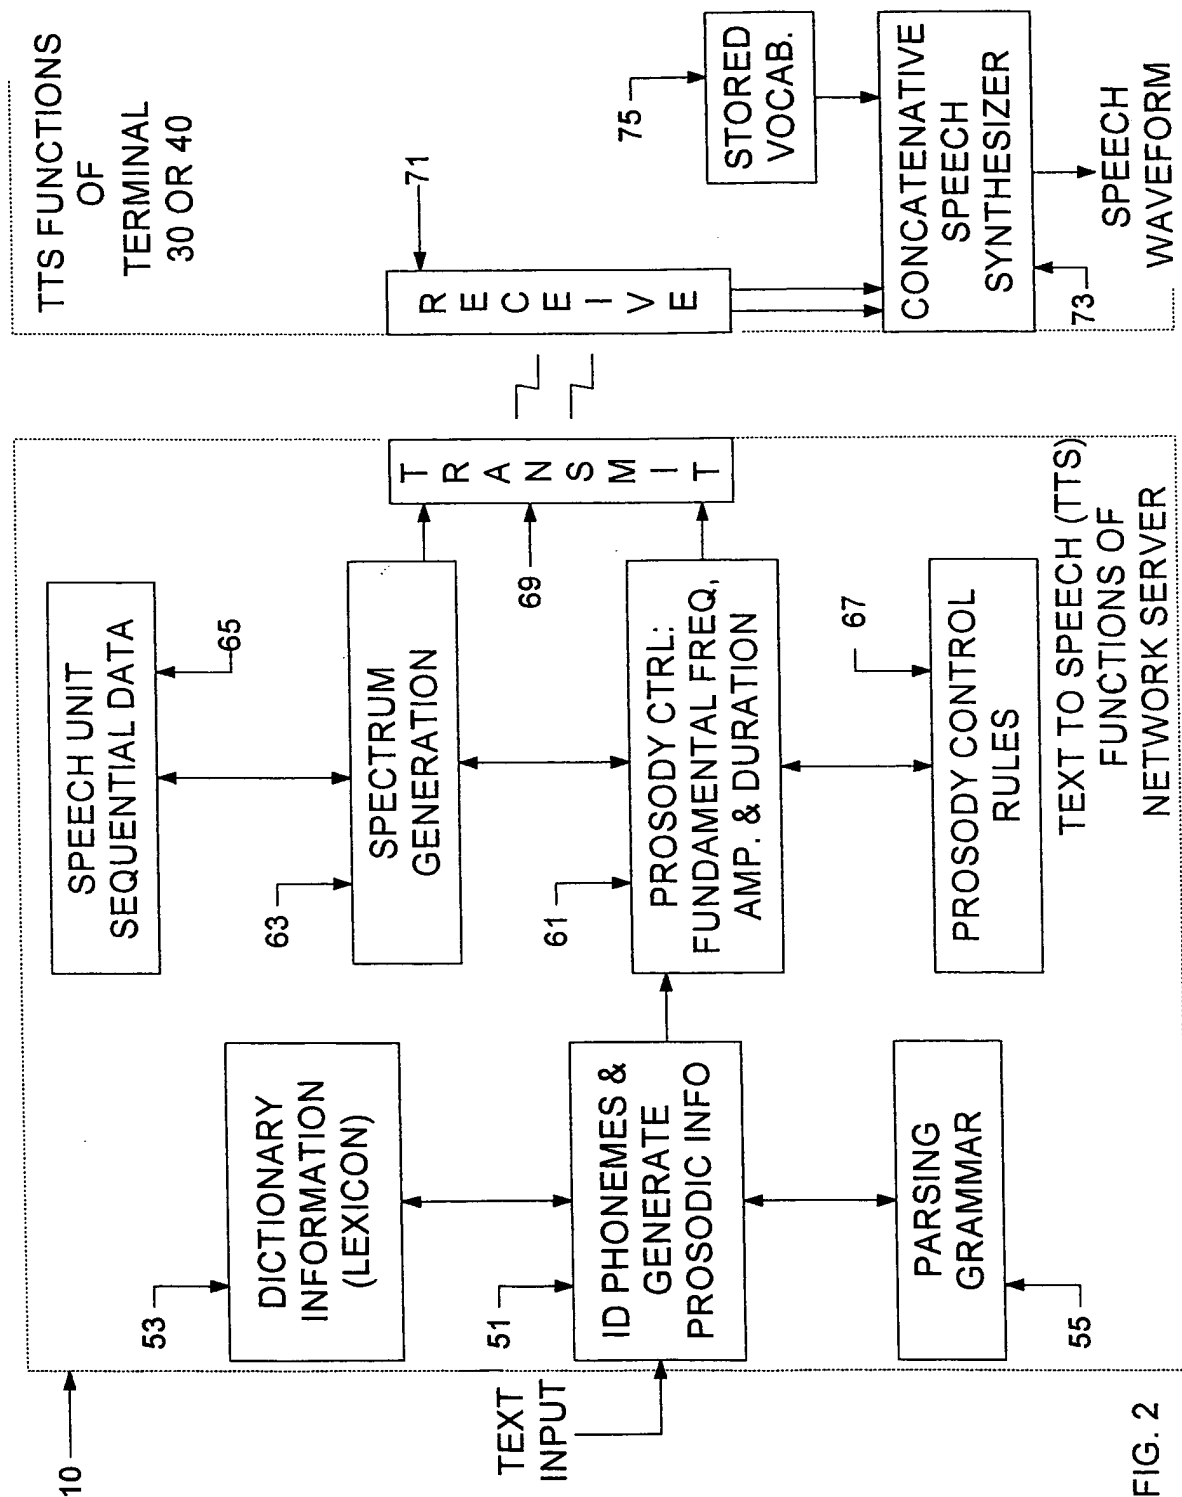 10
TEXT
INPUT
53
DICTIONARY
INFORMATION
(LEXICON)
51
ID PHONEMES &
GENERATE
PROSODIC INFO
PARSING
GRAMMAR
55
SPEECH UNIT
SEQUENTIAL DATA
65
63
SPECTRUM
GENERATION
61
PROSODY CTRL:
FUNDAMENTAL FREQ,
AMP. & DURATION
67
PROSODY CONTROL
RULES
69
TRANSMIT
TEXT TO SPEECH (TTS)
FUNCTIONS OF
NETWORK SERVER
TTS FUNCTIONS
OF
TERMINAL
30 OR 40
RECEIVE
71
75
STORED
VOCAB.
CONCATENATIVE
SPEECH
SYNTHESIZER
73
SPEECH
WAVEFORM
FIG. 2